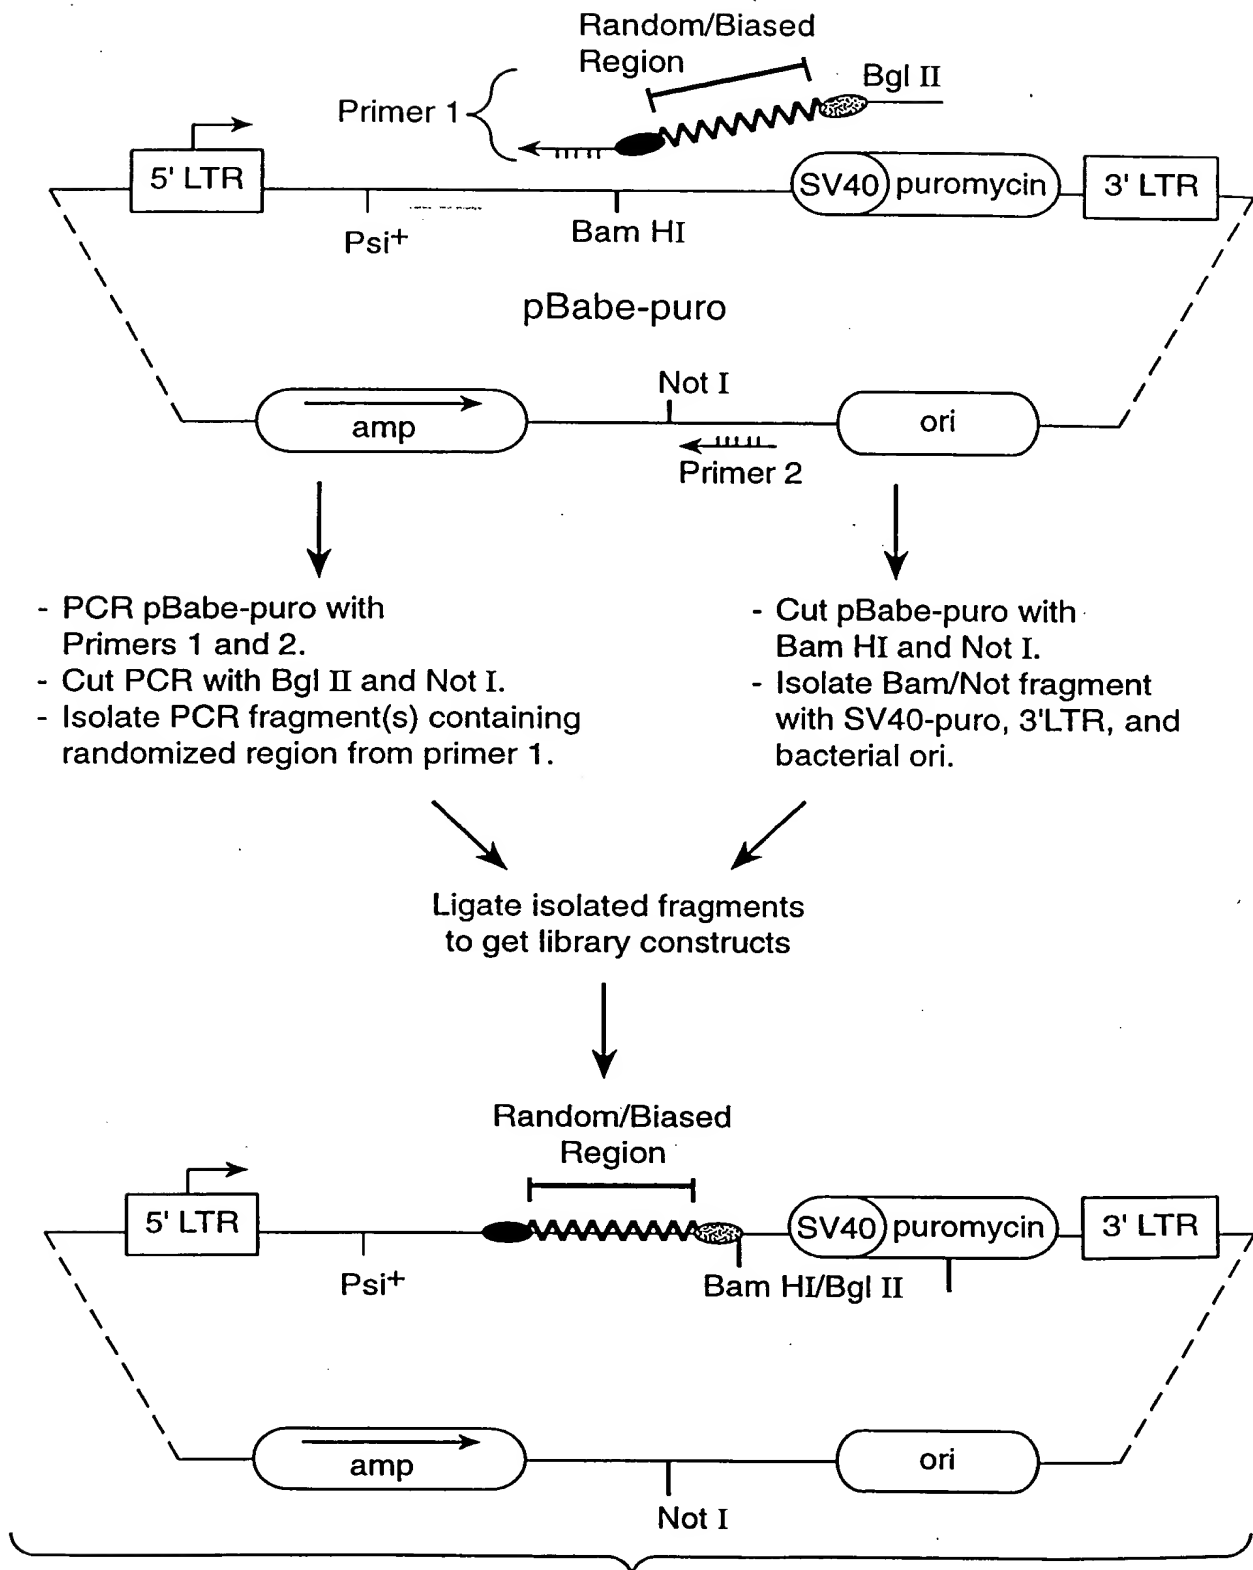 Random/Biased
Region
Bgl II
Primer 1
5' LTR
SV40
puromycin
3' LTR
Psi+
Bam HI
pBabe-puro
Not I
amp
ori
Primer 2
- PCR pBabe-puro with
Primers 1 and 2.
- Cut PCR with Bgl II and Not I.
- Isolate PCR fragment(s) containing
randomized region from primer 1.
- Cut pBabe-puro with
Bam HI and Not I.
- Isolate Bam/Not fragment
with SV40-puro, 3'LTR, and
bacterial ori.
Ligate isolated fragments
to get library constructs
Random/Biased
Region
5' LTR
SV40
puromycin
3' LTR
Psi+
Bam HI/Bgl II
amp
ori
Not I